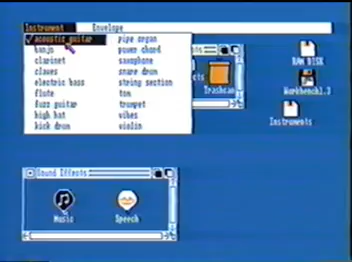 Instrument Envelope
acoustic guitar pipe organ
banjo power chord
clarinet saxophone
claves snare drum
electric bass string section
flute tom
fuzz guitar trumpet
high hat vibes
kick drum violin
Trashcan
RAM DISK
Workbench1.3
Instruments
Sound Effects
Music Speech